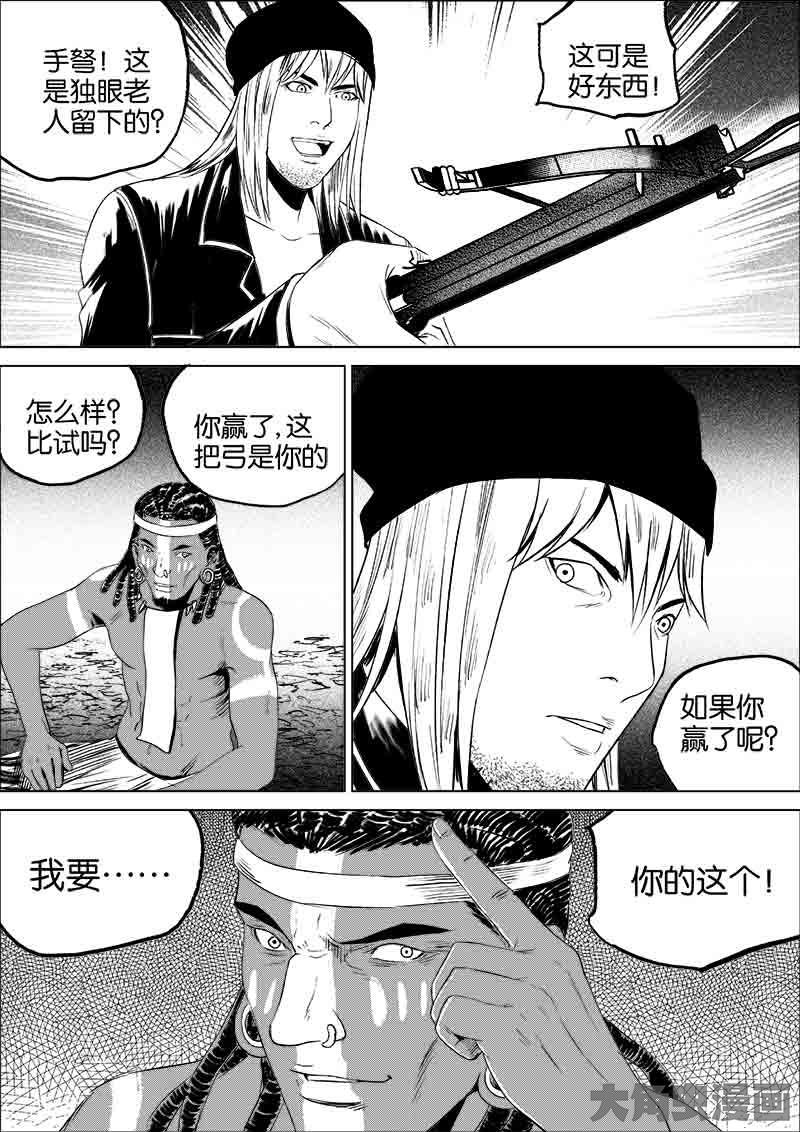 手弩！这
是独眼老
人留下的？
这可是
好东西！
怎么样？
比试吗？
你赢了，这
把弓是你的
如果你
赢了呢？
我要……
你的这个！
大角虫漫画